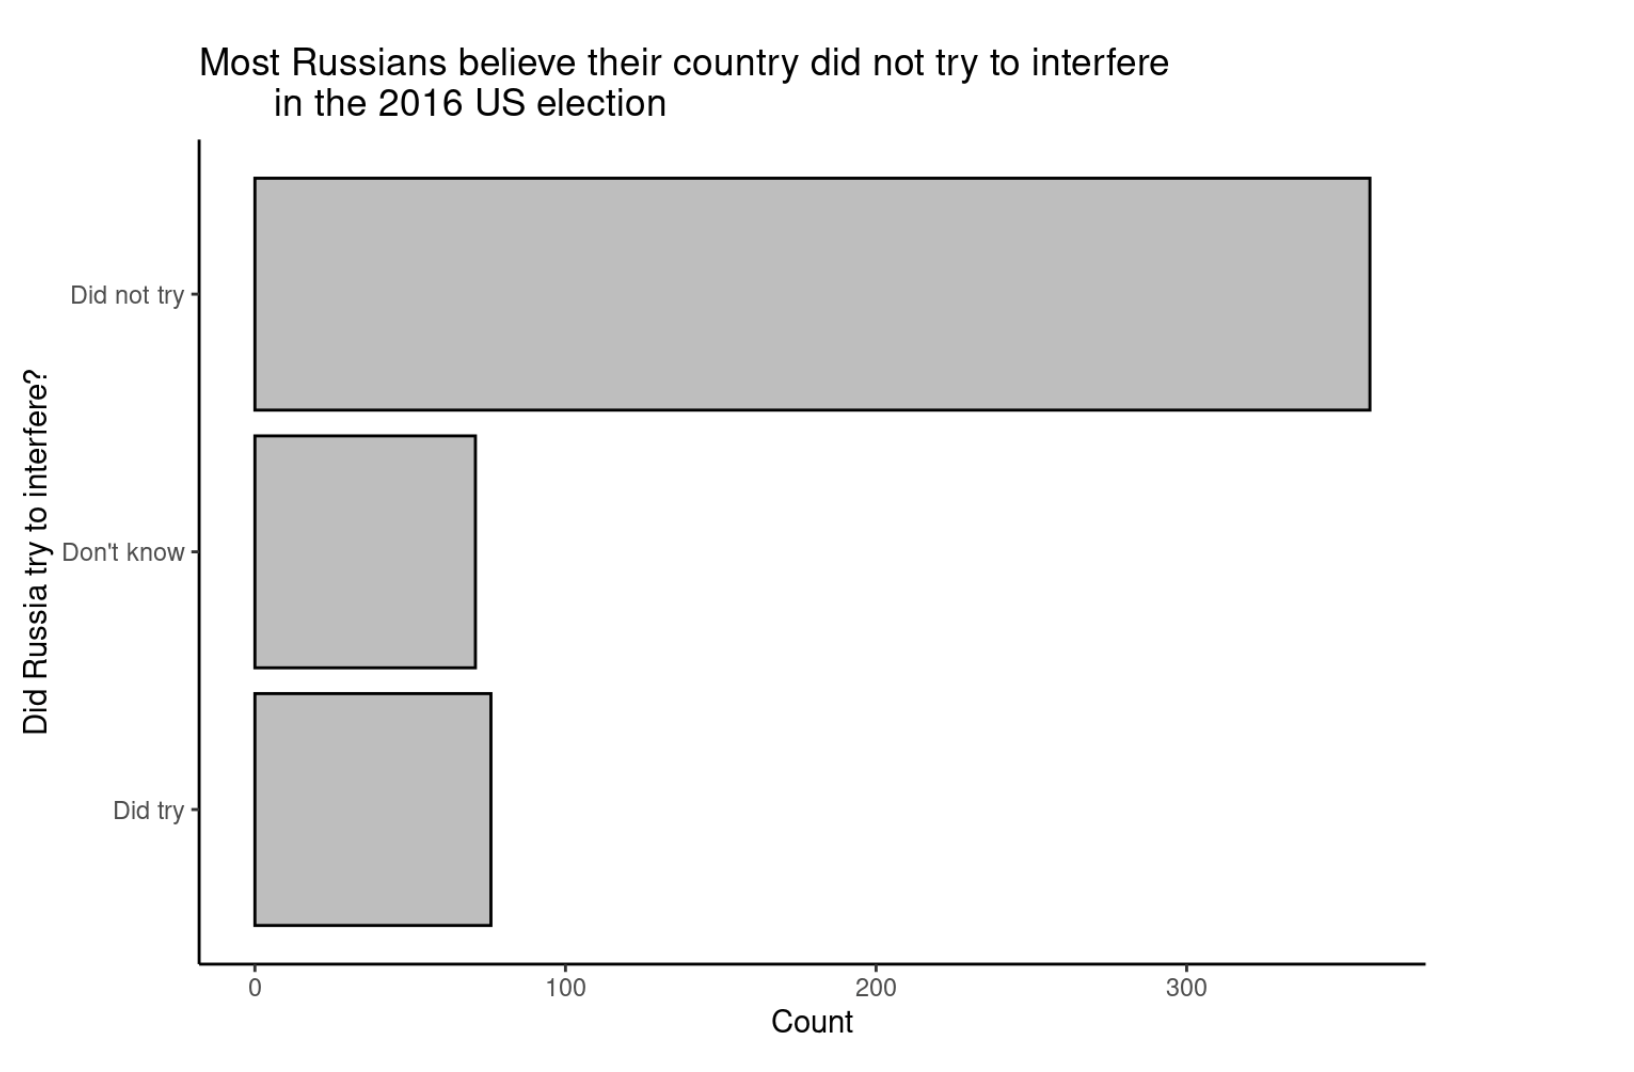 Most Russians believe their country did not try to interfere
in the 2016 US election
Did Russia try to interfere?
Did not try
Don't know
Did try
0 100 200 300
Count